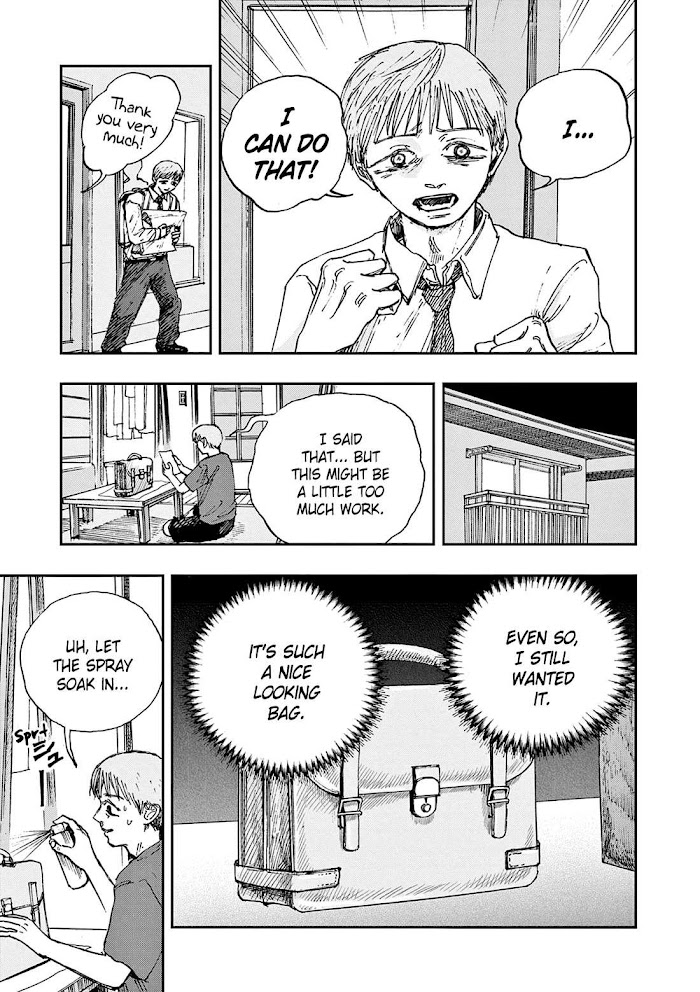 I...
I
CAN DO
THAT!
Thank
you very
much!
I SAID
THAT... BUT
THIS MIGHT BE
A LITTLE TOO
MUCH WORK.
EVEN SO,
I STILL
WANTED
IT.
IT'S SUCH
A NICE
LOOKING
BAG.
UH, LET
THE SPRAY
SOAK IN...
Sprt
シュー